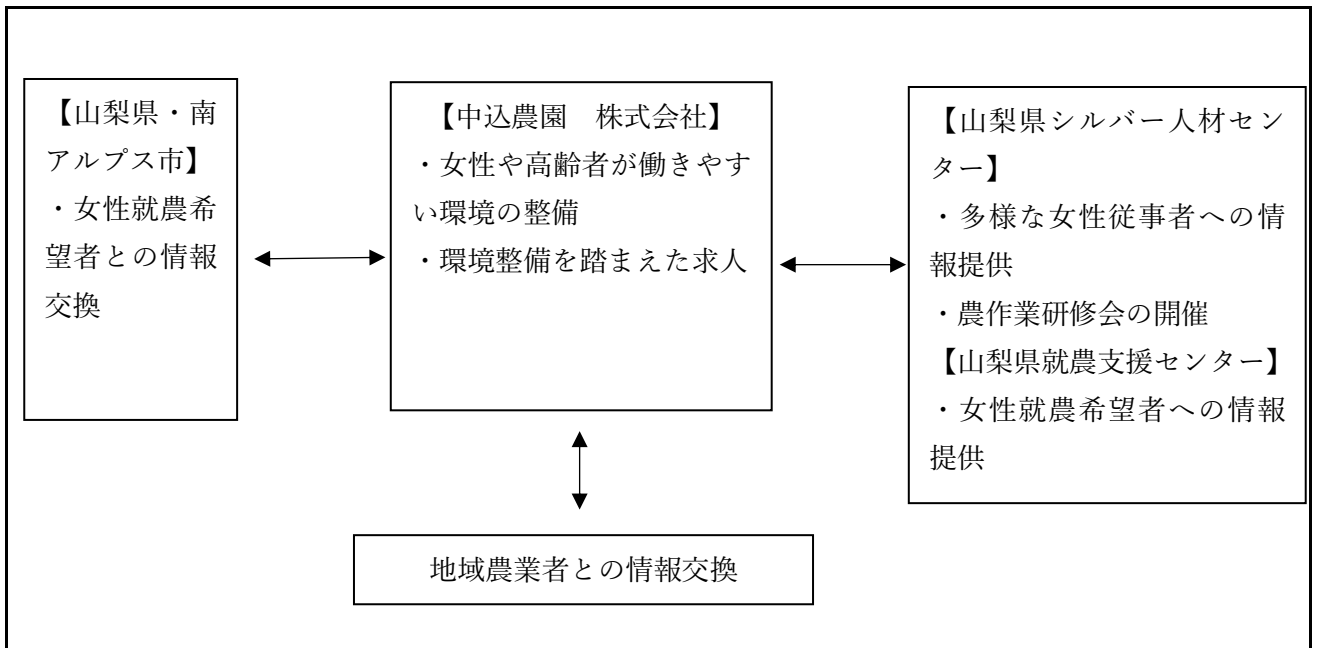 【山梨県・南
アルプス市】
・女性就農希
望者との情報
交換
【中込農園　株式会社】
・女性や高齢者が働きやす
い環境の整備
・環境整備を踏まえた求人
【山梨県シルバー人材セン
ター】
・多様な女性従事者への情
報提供
・農作業研修会の開催
【山梨県就農支援センター】
・女性就農希望者への情報
提供
地域農業者との情報交換